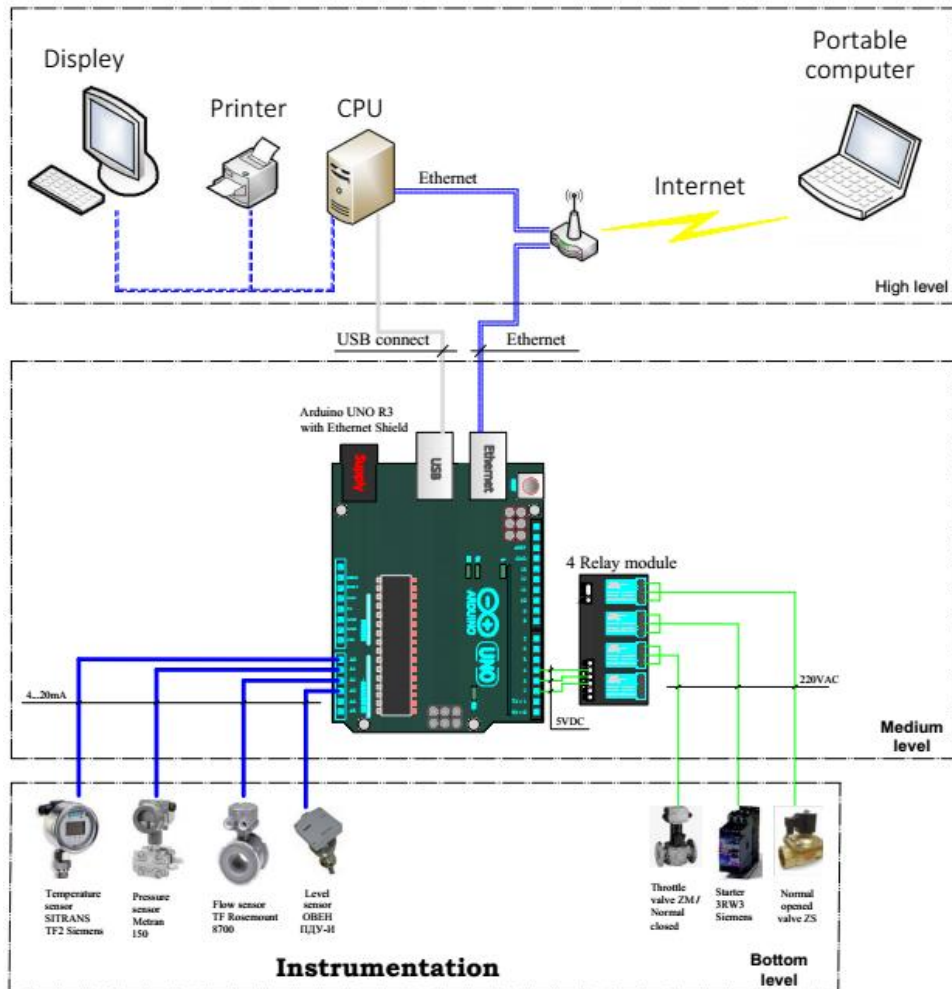 Displey
Printer
CPU
Portable
computer
Ethernet
Internet
High level
USB connect
Ethernet
Arduino UNO R3
with Ethernet Shield
Supply
USB
Ethernet
4 Relay module
ARDUINO
UNO
4...20mA
5VDC
220VAC
Medium
level
Temperature
sensor
SITRANS
TF2 Siemens
Pressure
sensor
Metran
150
Flow sensor
TF Rosemount
8700
Level
sensor
ОВЕН
ПДУ-И
Throttle
valve ZM /
Normal
closed
Starter
3RW3
Siemens
Normal
opened
valve ZS
Instrumentation
Bottom
level